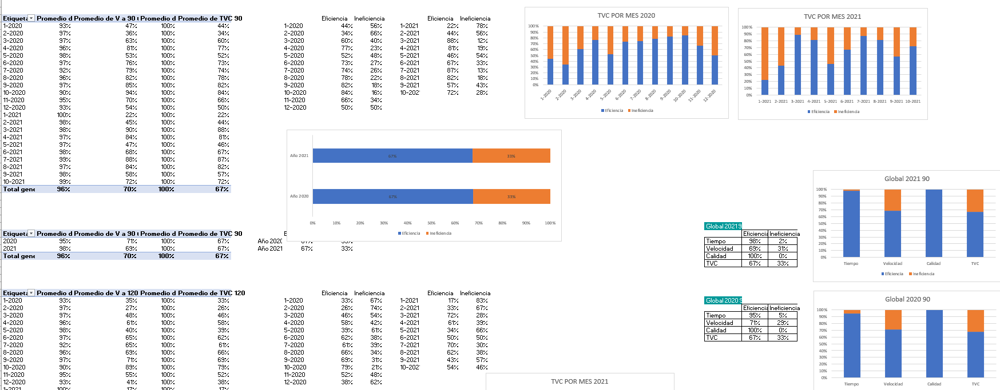 Etiqueta Promedio d Promedio de V a 90 Promedio d Promedio de TVC 90
1-2020 93% 47% 100% 44%
2-2020 97% 36% 100% 34%
3-2020 97% 63% 100% 60%
4-2020 96% 81% 100% 77%
5-2020 98% 53% 100% 52%
6-2020 97% 76% 100% 73%
7-2020 92% 79% 100% 74%
8-2020 96% 82% 100% 78%
9-2020 97% 85% 100% 82%
10-2020 90% 94% 100% 84%
11-2020 95% 70% 100% 66%
12-2020 93% 54% 100% 50%
1-2021 100% 22% 100% 22%
2-2021 98% 45% 100% 44%
3-2021 98% 90% 100% 88%
4-2021 97% 84% 100% 81%
5-2021 97% 47% 100% 46%
6-2021 98% 68% 100% 67%
7-2021 99% 88% 100% 87%
8-2021 97% 84% 100% 82%
9-2021 98% 58% 100% 57%
10-2021 99% 72% 100% 72%
Total gene 96% 70% 100% 67%
Eficiencia Ineficiencia Eficiencia Ineficiencia
1-2020 44% 56% 1-2021 22% 78%
2-2020 34% 66% 2-2021 44% 56%
3-2020 60% 40% 3-2021 88% 12%
4-2020 77% 23% 4-2021 81% 19%
5-2020 52% 48% 5-2021 46% 54%
6-2020 73% 27% 6-2021 67% 33%
7-2020 74% 26% 7-2021 87% 13%
8-2020 78% 22% 8-2021 82% 18%
9-2020 82% 18% 9-2021 57% 43%
10-2020 84% 16% 10-202 72% 28%
11-2020 66% 34%
12-2020 50% 50%
TVC POR MES 2020
100%
90%
80%
70%
60%
50%
40%
30%
20%
10%
0%
1-2020 2-2020 3-2020 4-2020 5-2020 6-2020 7-2020 8-2020 9-2020 10-2020 11-2020 12-2020
Eficiencia Ineficiencia
TVC POR MES 2021
100%
90%
80%
70%
60%
50%
40%
30%
20%
10%
0%
1-2021 2-2021 3-2021 4-2021 5-2021 6-2021 7-2021 8-2021 9-2021 10-2021
Eficiencia Ineficiencia
Año 2021 67% 33%
Año 2020 67% 33%
0% 10% 20% 30% 40% 50% 60% 70% 80% 90% 100%
Eficiencia Ineficiencia
Etiqueta Promedio d Promedio de V a 90 Promedio d Promedio de TVC 90
2020 95% 71% 100% 67%
2021 98% 69% 100% 67%
Total gene 96% 70% 100% 67%
Año 2020
Año 2021 67% 33%
Global 2021 9
Eficiencia Ineficiencia
Tiempo 98% 2%
Velocidad 69% 31%
Calidad 100% 0%
TVC 67% 33%
Global 2021 90
100%
90%
80%
70%
60%
50%
40%
30%
20%
10%
0%
Tiempo Velocidad Calidad TVC
Eficiencia Ineficiencia
Etiqueta Promedio d Promedio de V a 120 Promedio d Promedio de TVC 120
1-2020 93% 35% 100% 33%
2-2020 97% 27% 100% 26%
3-2020 97% 48% 100% 46%
4-2020 96% 61% 100% 58%
5-2020 98% 40% 100% 39%
6-2020 97% 65% 100% 62%
7-2020 92% 65% 100% 61%
8-2020 96% 69% 100% 66%
9-2020 97% 71% 100% 69%
10-2020 90% 89% 100% 79%
11-2020 95% 55% 100% 52%
12-2020 93% 41% 100% 38%
1-2021 100% 17% 100% 17%
Eficiencia Ineficiencia Eficiencia Ineficiencia
1-2020 33% 67% 1-2021 17% 83%
2-2020 26% 74% 2-2021 33% 67%
3-2020 46% 54% 3-2021 72% 28%
4-2020 58% 42% 4-2021 61% 39%
5-2020 39% 61% 5-2021 34% 66%
6-2020 62% 38% 6-2021 50% 50%
7-2020 61% 39% 7-2021 70% 30%
8-2020 66% 34% 8-2021 62% 38%
9-2020 69% 31% 9-2021 43% 57%
10-2020 79% 21% 10-202 54% 46%
11-2020 52% 48%
12-2020 38% 62%
TVC POR MES 2021
Global 2020 9
Eficiencia Ineficiencia
Tiempo 95% 5%
Velocidad 71% 29%
Calidad 100% 0%
TVC 67% 33%
Global 2020 90
100%
90%
80%
70%
60%
50%
40%
30%
20%
10%
0%
Tiempo Velocidad Calidad TVC